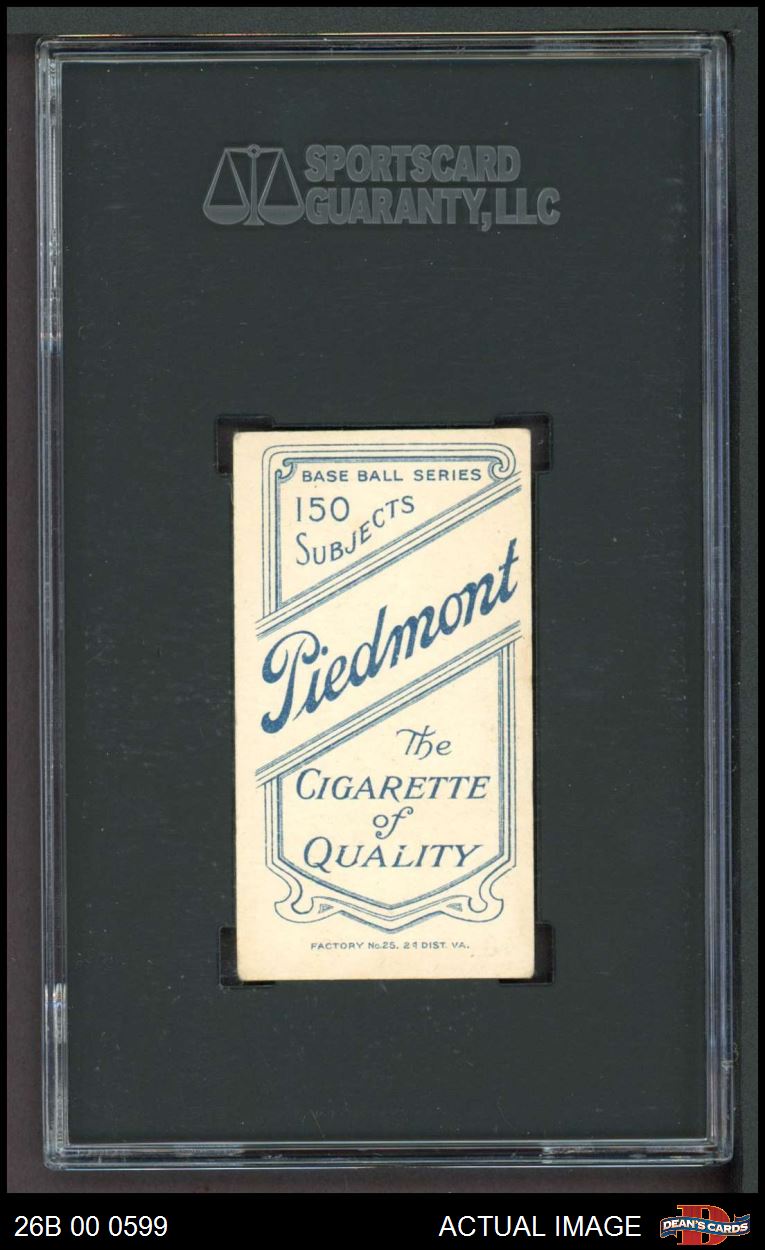 SPORTSCARD
GUARANTY, LLC
BASE BALL SERIES
150
SUBJECTS
Piedmont
The
CIGARETTE
of
QUALITY
FACTORY No. 25, 2d DIST. VA.
26B 00 0599
ACTUAL IMAGE
DEAN'S CARDS